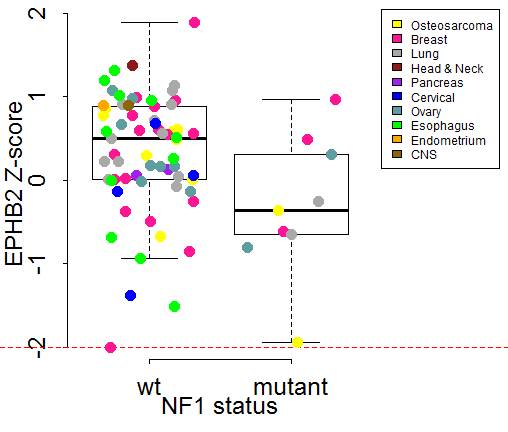 EPHB2 Z-score
2
1
0
-1
-2
wt
mutant
NF1 status
Osteosarcoma
Breast
Lung
Head & Neck
Pancreas
Cervical
Ovary
Esophagus
Endometrium
CNS